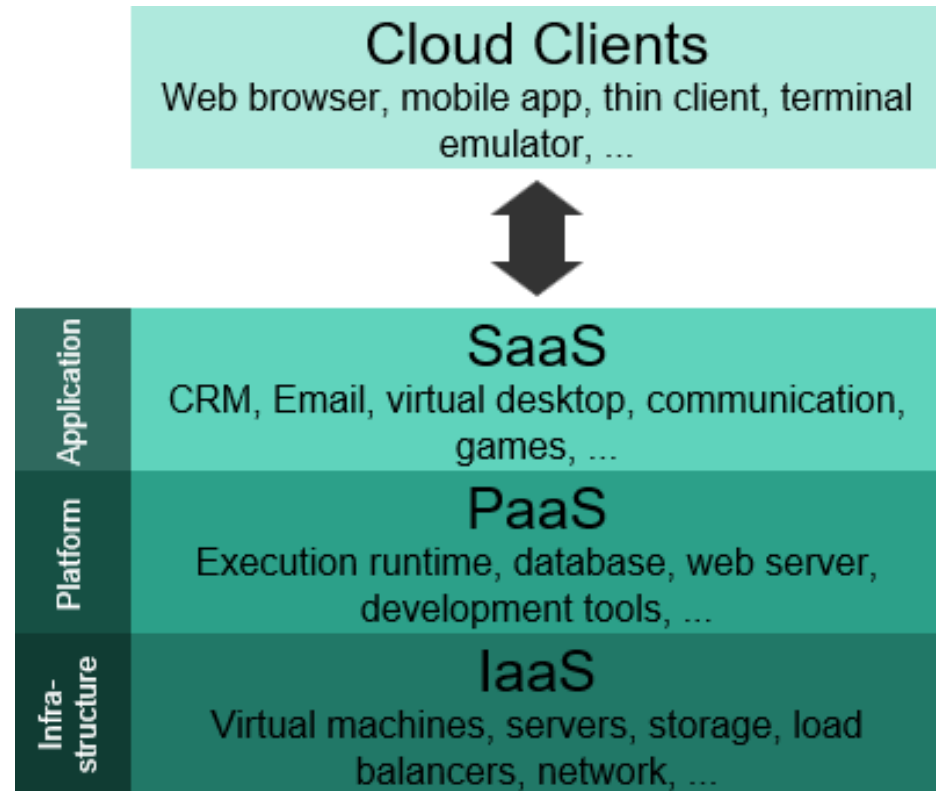 Cloud Clients
Web browser, mobile app, thin client, terminal
emulator, ...
Application
SaaS
CRM, Email, virtual desktop, communication,
games, ...
Platform
PaaS
Execution runtime, database, web server,
development tools, ...
Infra-
structure
IaaS
Virtual machines, servers, storage, load
balancers, network, ...